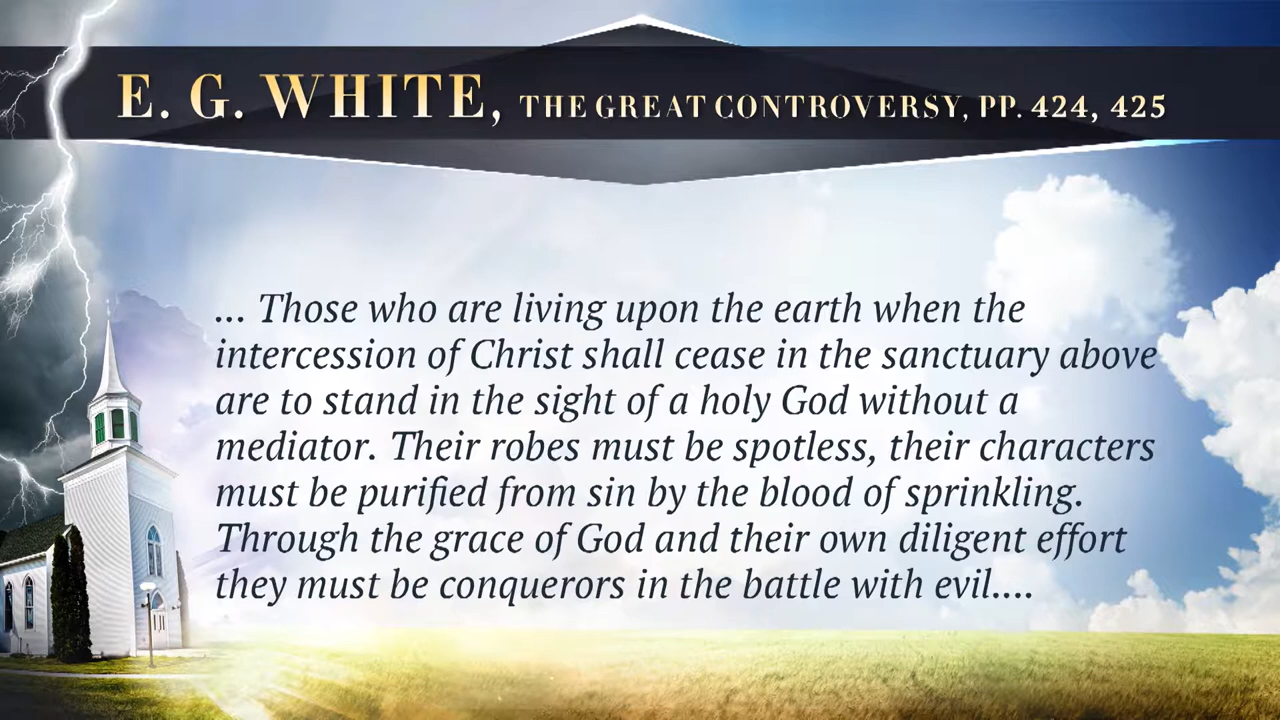 E. G. WHITE, THE GREAT CONTROVERSY, PP. 424, 425
... Those who are living upon the earth when the
intercession of Christ shall cease in the sanctuary above
are to stand in the sight of a holy God without a
mediator. Their robes must be spotless, their characters
must be purified from sin by the blood of sprinkling.
Through the grace of God and their own diligent effort
they must be conquerors in the battle with evil....